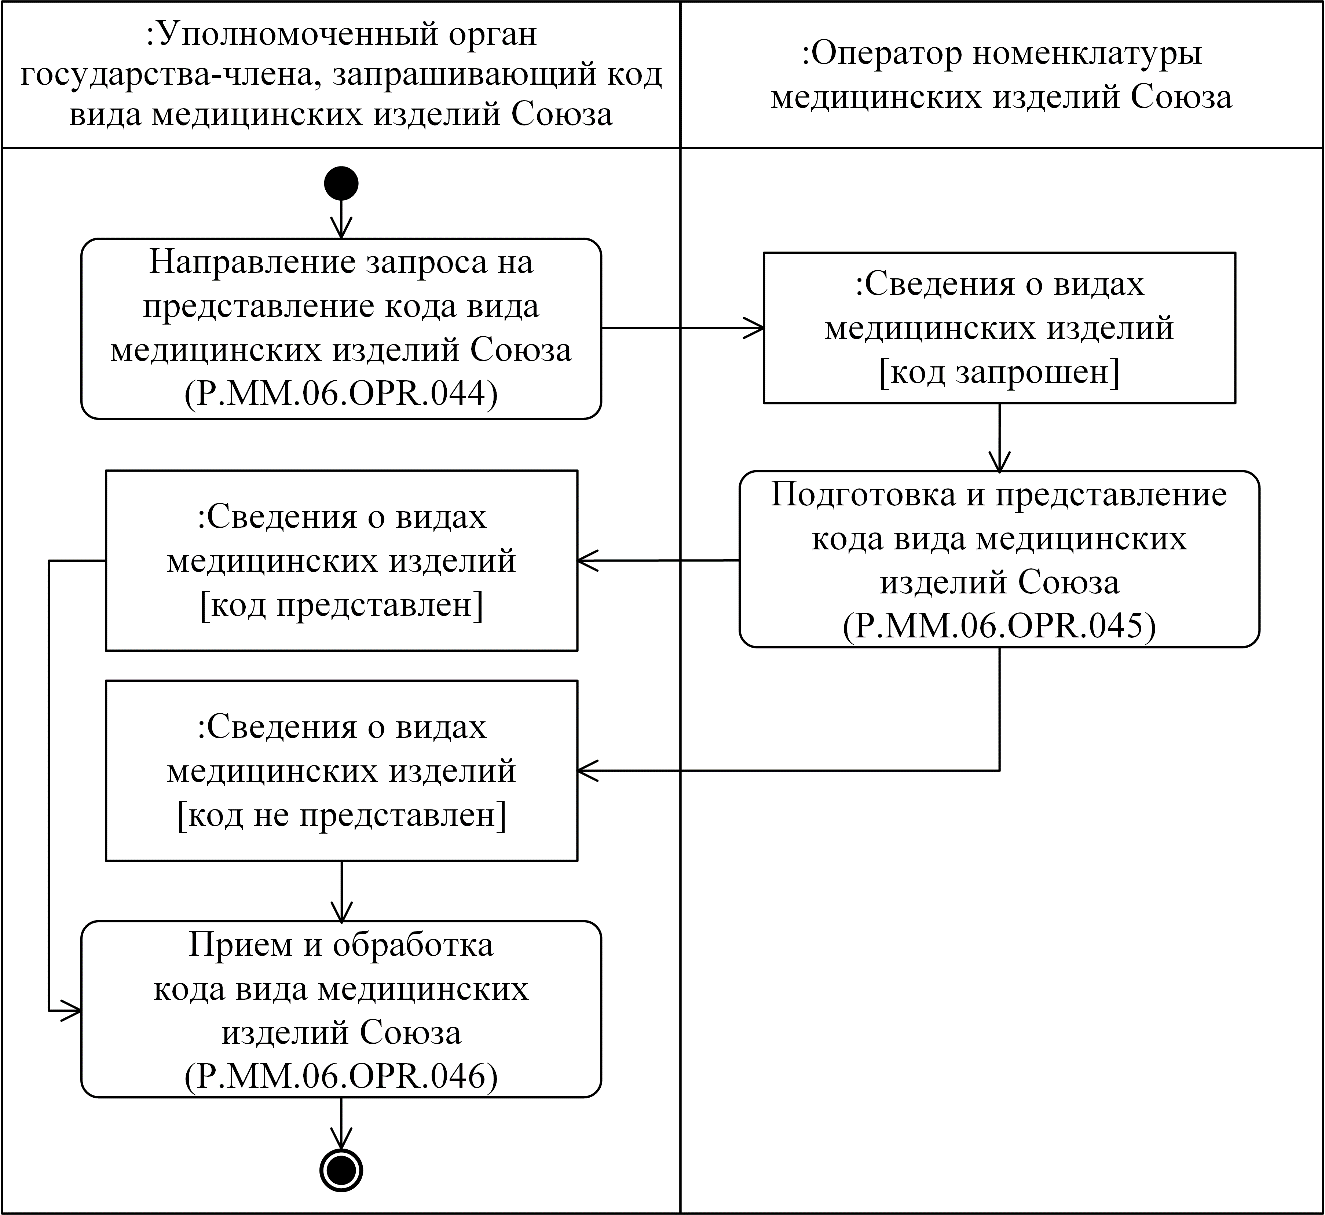 :Уполномоченный орган
государства-члена, запрашивающий код
вида медицинских изделий Союза
:Оператор номенклатуры
медицинских изделий Союза
Направление запроса на
представление кода вида
медицинских изделий Союза
(P.MM.06.OPR.044)
:Сведения о видах
медицинских изделий
[код запрошен]
Подготовка и представление
кода вида медицинских
изделий Союза
(P.MM.06.OPR.045)
:Сведения о видах
медицинских изделий
[код представлен]
:Сведения о видах
медицинских изделий
[код не представлен]
Прием и обработка
кода вида медицинских
изделий Союза
(P.MM.06.OPR.046)